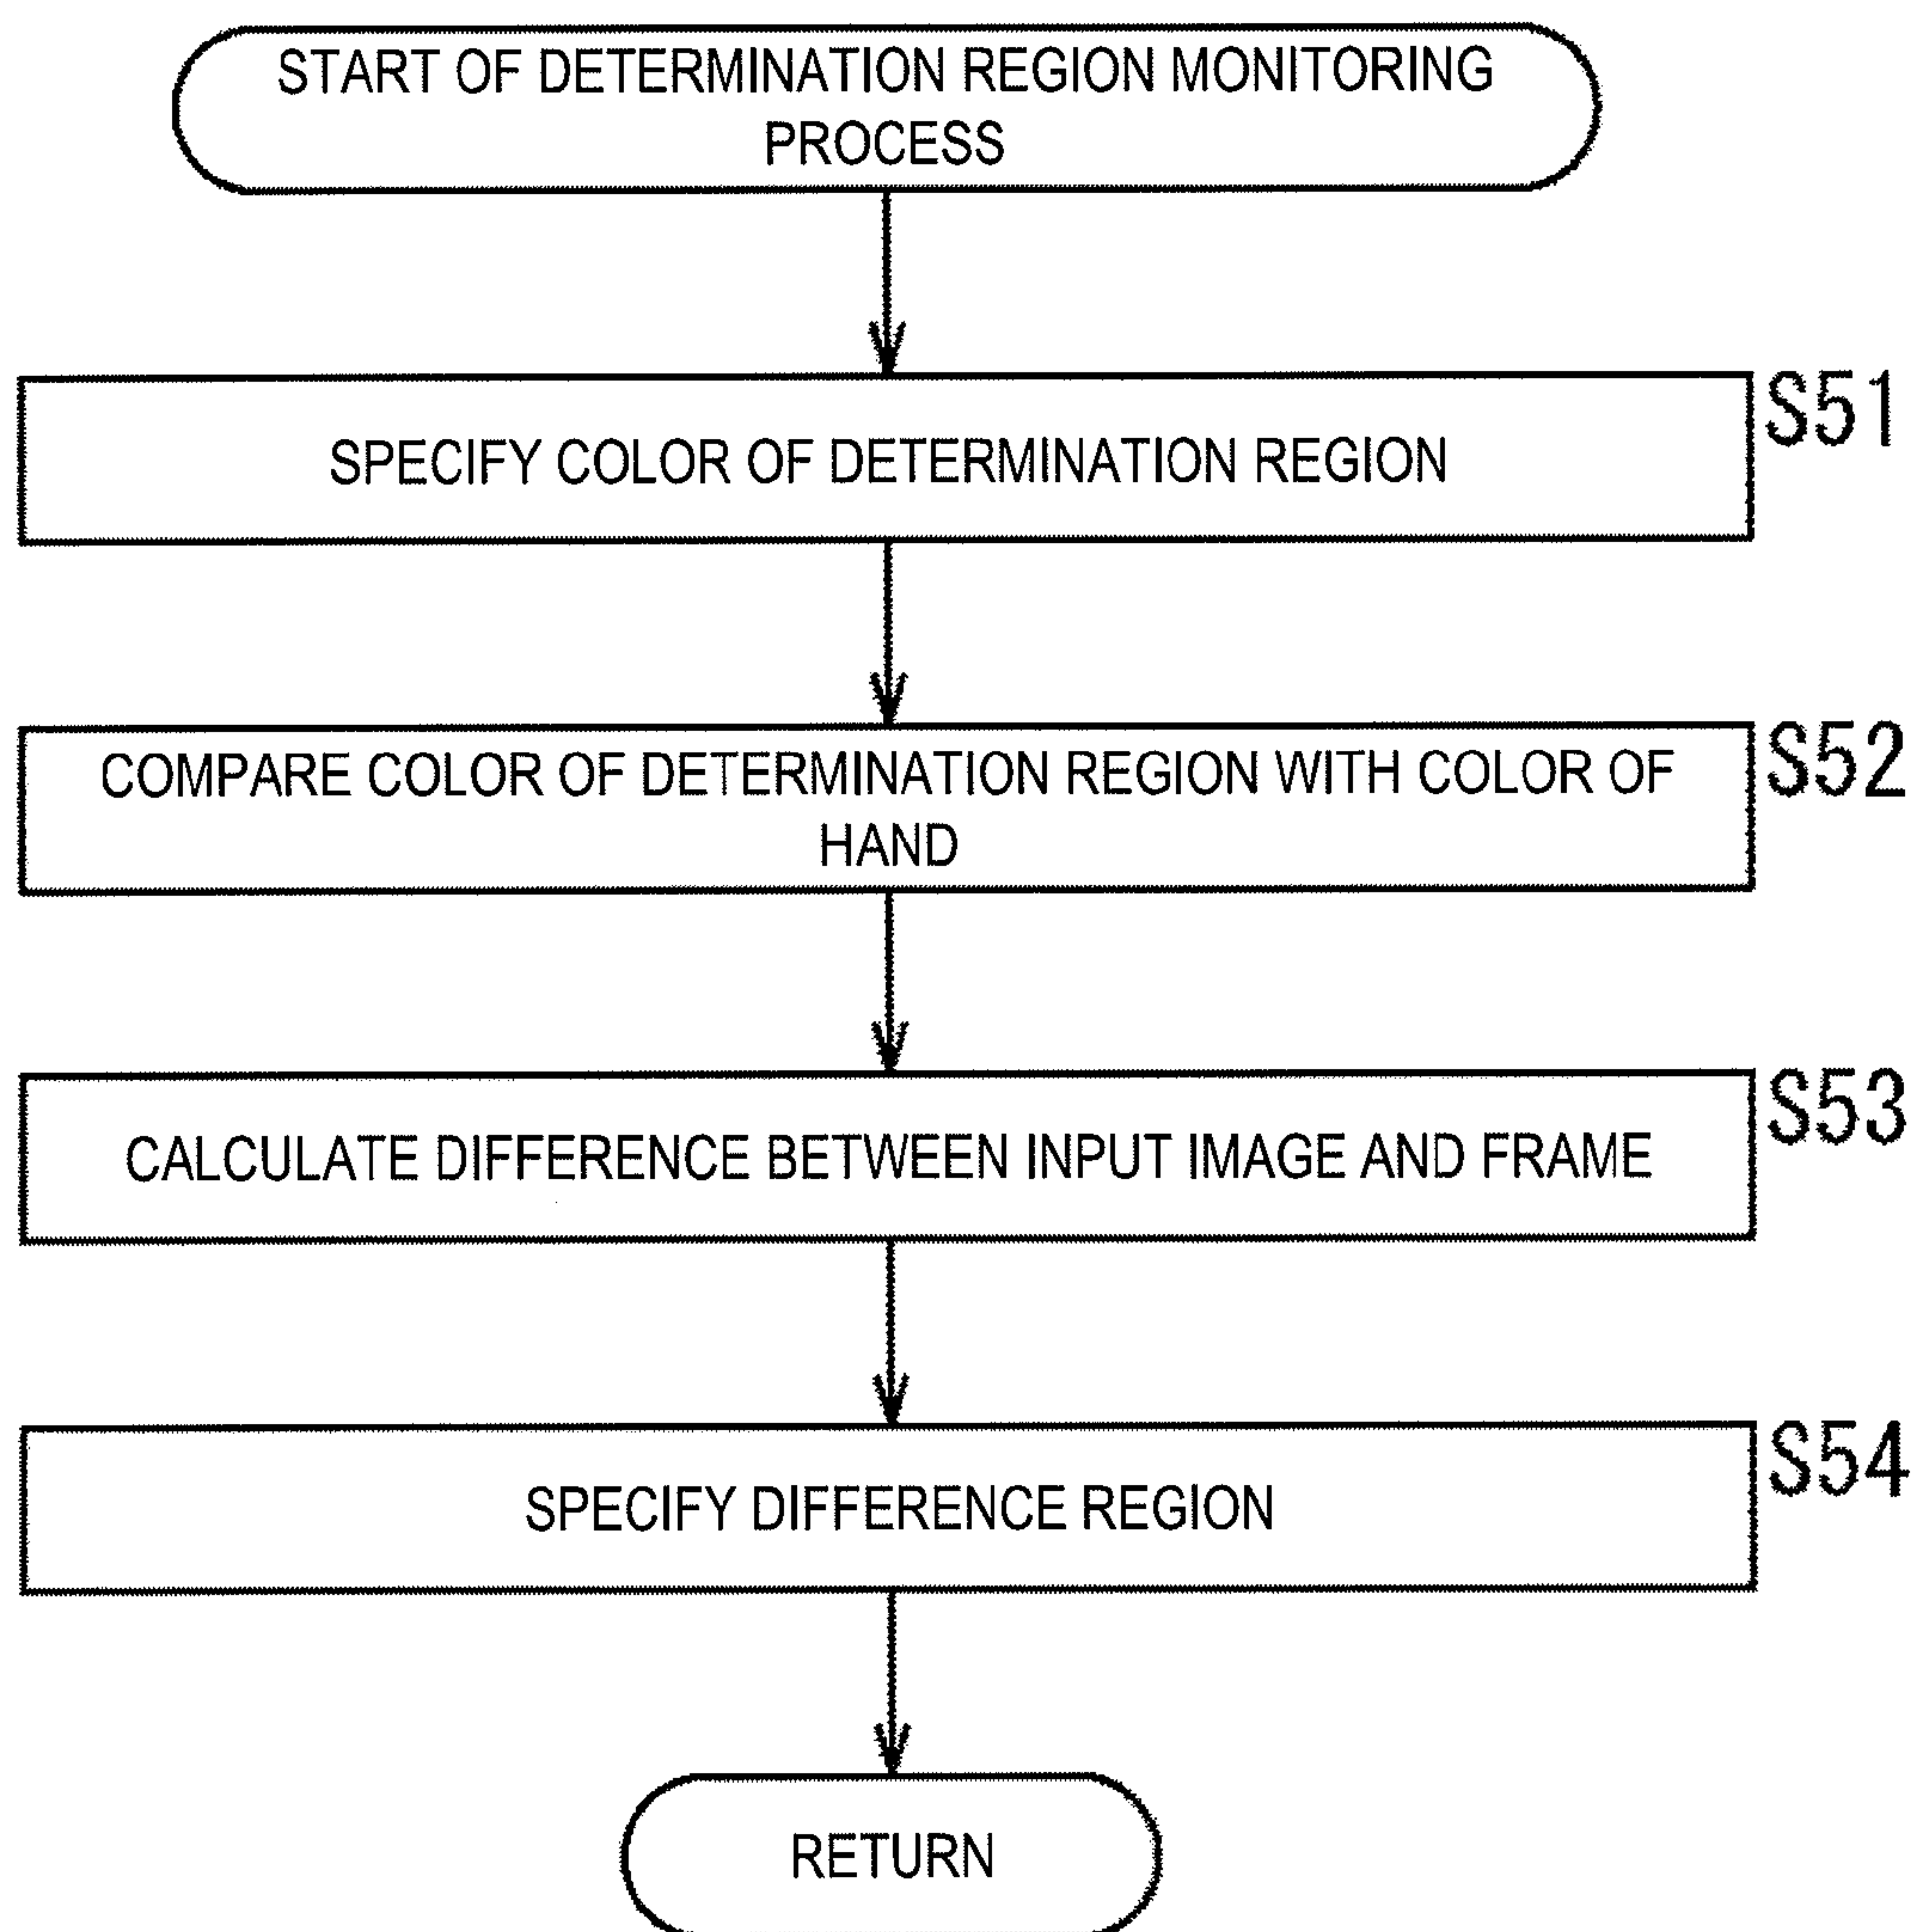 START OF DETERMINATION REGION MONITORING
PROCESS
S51
SPECIFY COLOR OF DETERMINATION REGION
S52
COMPARE COLOR OF DETERMINATION REGION WITH COLOR OF
HAND
S53
CALCULATE DIFFERENCE BETWEEN INPUT IMAGE AND FRAME
S54
SPECIFY DIFFERENCE REGION
RETURN